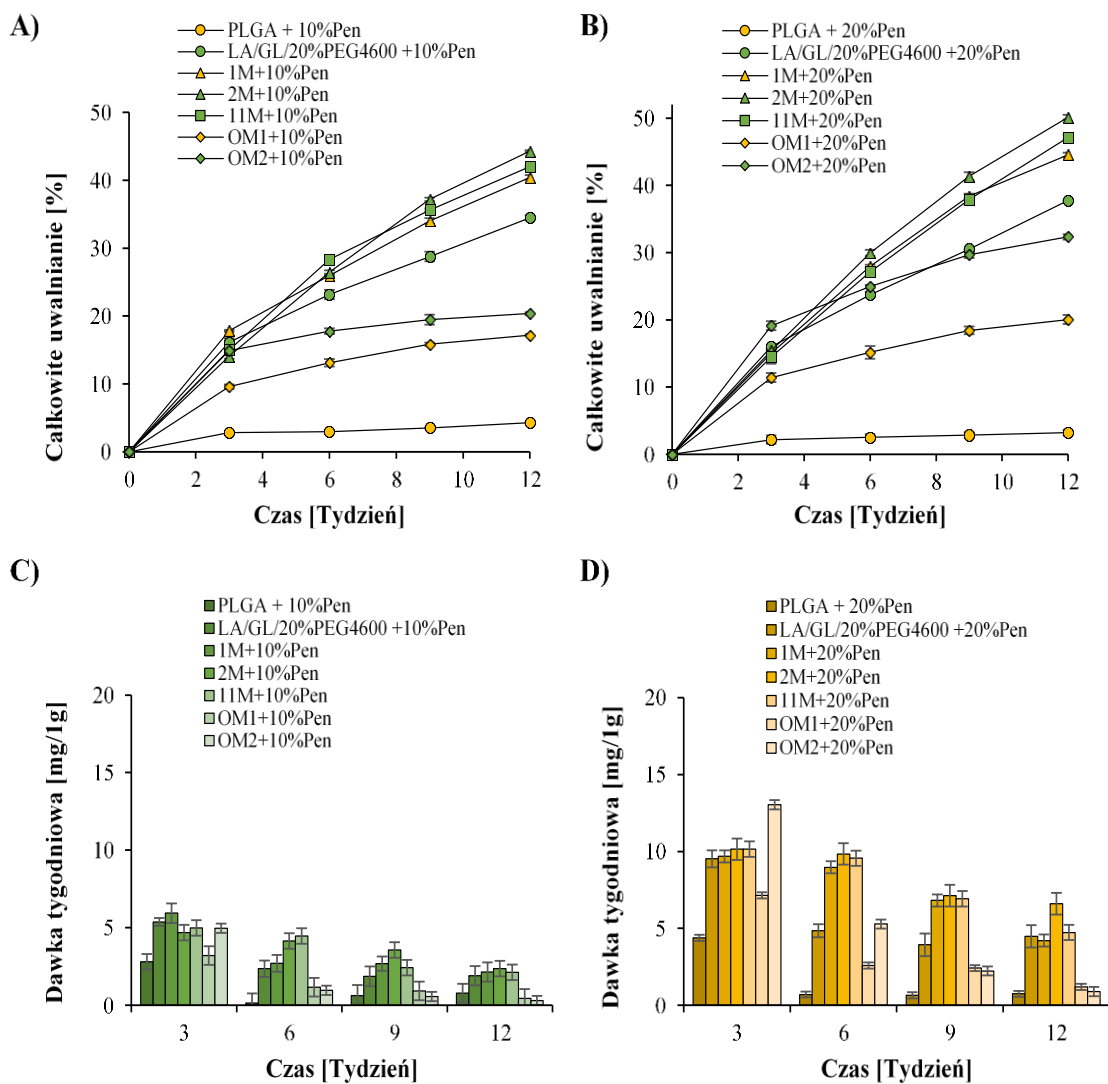 A)
PLGA + 10%Pen
LA/GL/20%PEG4600 +10%Pen
1M+10%Pen
2M+10%Pen
11M+10%Pen
OM1+10%Pen
OM2+10%Pen
Całkowite uwalnianie [%]
50
40
30
20
10
0
0 2 4 6 8 10 12
Czas [Tydzień]
B)
PLGA + 20%Pen
LA/GL/20%PEG4600 +20%Pen
1M+20%Pen
2M+20%Pen
11M+20%Pen
OM1+20%Pen
OM2+20%Pen
Całkowite uwalnianie [%]
50
40
30
20
10
0
0 2 4 6 8 10 12
Czas [Tydzień]
C)
PLGA + 10%Pen
LA/GL/20%PEG4600 +10%Pen
1M+10%Pen
2M+10%Pen
11M+10%Pen
OM1+10%Pen
OM2+10%Pen
Dawka tygodniowa [mg/1g]
20
15
10
5
0
3 6 9 12
Czas [Tydzień]
D)
PLGA + 20%Pen
LA/GL/20%PEG4600 +20%Pen
1M+20%Pen
2M+20%Pen
11M+20%Pen
OM1+20%Pen
OM2+20%Pen
Dawka tygodniowa [mg/1g]
20
15
10
5
0
3 6 9 12
Czas [Tydzień]